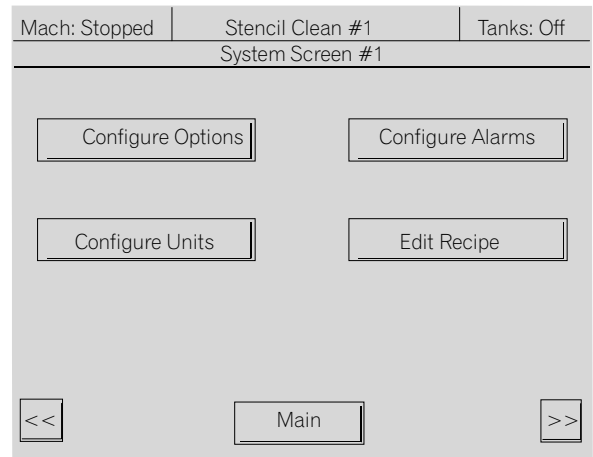 Mach: Stopped Stencil Clean #1 Tanks: Off
System Screen #1
Configure Options Configure Alarms
Configure Units Edit Recipe
<< Main >>